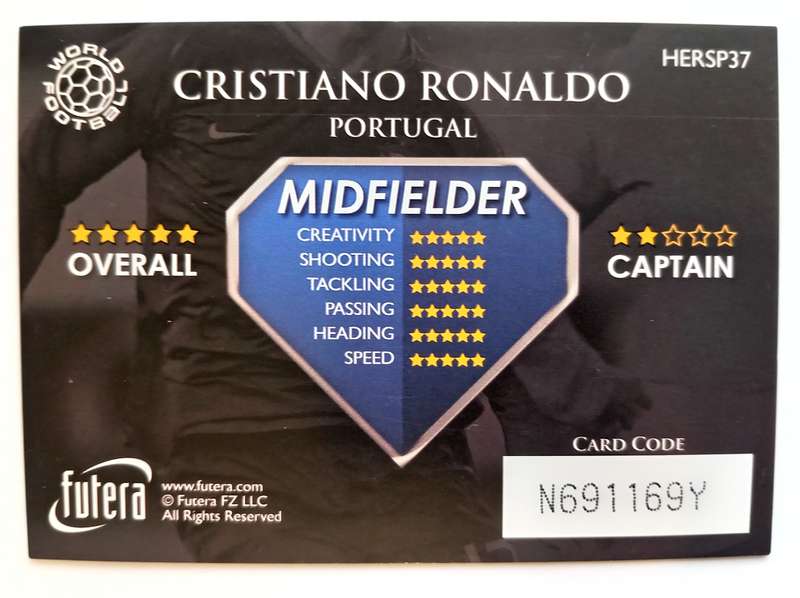 WORLD FOOTBALL
HERSP37
CRISTIANO RONALDO
PORTUGAL
MIDFIELDER
CREATIVITY ★★★★★
SHOOTING ★★★★★
TACKLING ★★★★★
PASSING ★★★★★
HEADING ★★★★★
SPEED ★★★★★
★★★★★
OVERALL
★★☆☆☆
CAPTAIN
futera
www.futera.com
© Futera FZ LLC
All Rights Reserved
CARD CODE
N691169Y